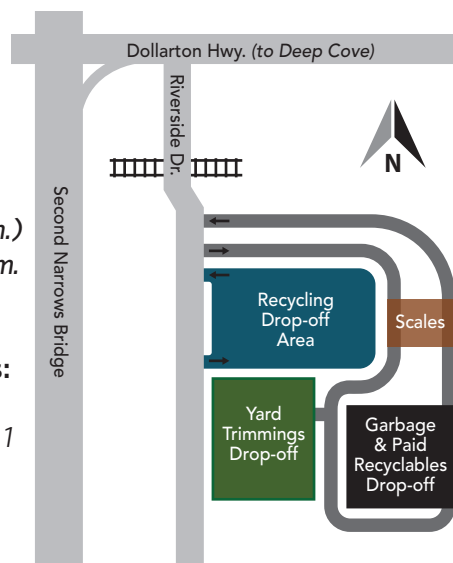 Dollarton Hwy. (to Deep Cove)
Riverside Dr.
N
Second Narrows Bridge
n.)
m.
s:
1
Recycling
Drop-off
Area
Scales
Yard
Trimmings
Drop-off
Garbage
& Paid
Recyclables
Drop-off